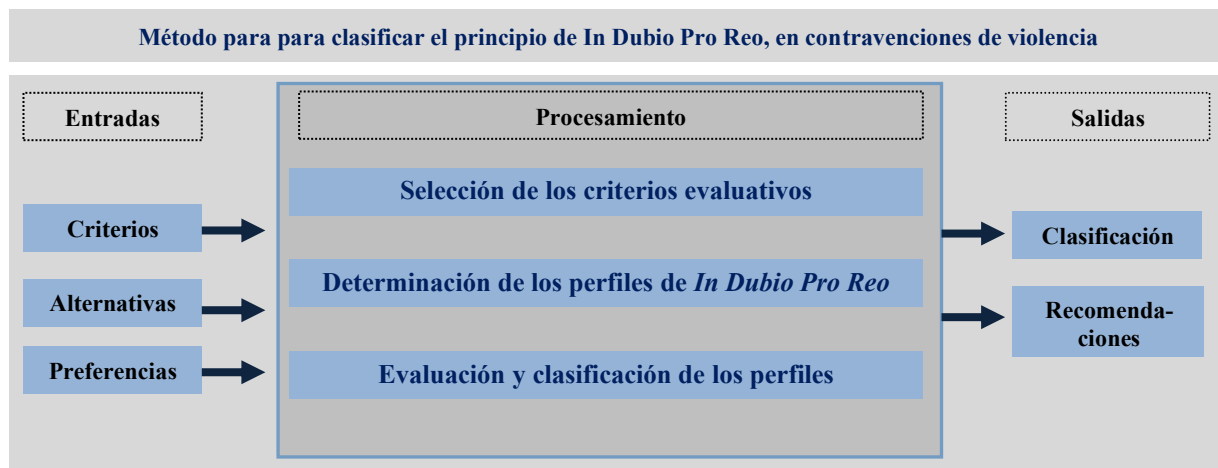 Método para para clasificar el principio de In Dubio Pro Reo, en contravenciones de violencia
Entradas
Procesamiento
Salidas
Criterios
Alternativas
Preferencias
Selección de los criterios evaluativos
Determinación de los perfiles de In Dubio Pro Reo
Evaluación y clasificación de los perfiles
Clasificación
Recomenda-
ciones